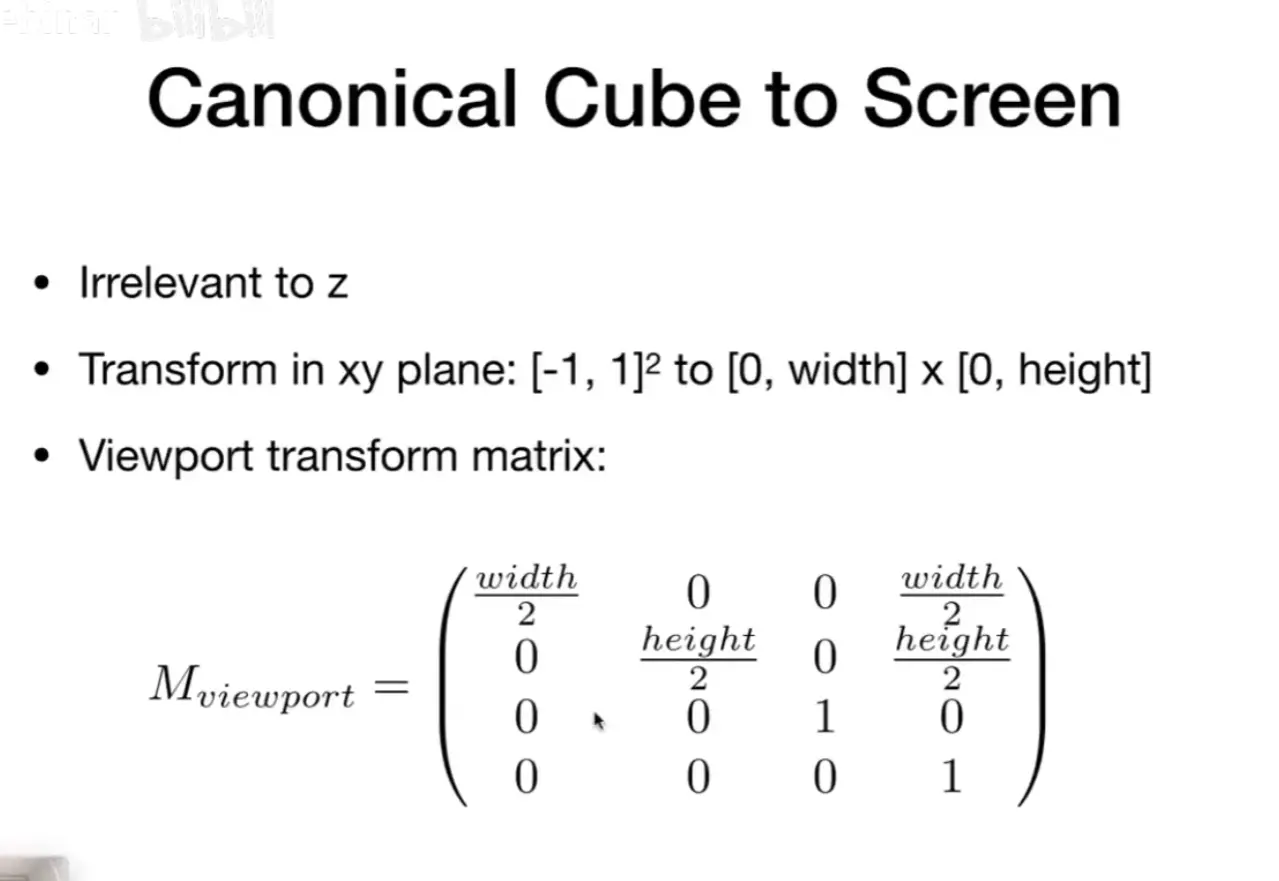 bilibili
Canonical Cube to Screen
• Irrelevant to z
• Transform in xy plane: [-1, 1]² to [0, width] x [0, height]
• Viewport transform matrix:
M_{viewport} = \begin{pmatrix} \frac{width}{2} & 0 & 0 & \frac{width}{2} \\ 0 & \frac{height}{2} & 0 & \frac{height}{2} \\ 0 & 0 & 1 & 0 \\ 0 & 0 & 0 & 1 \end{pmatrix}